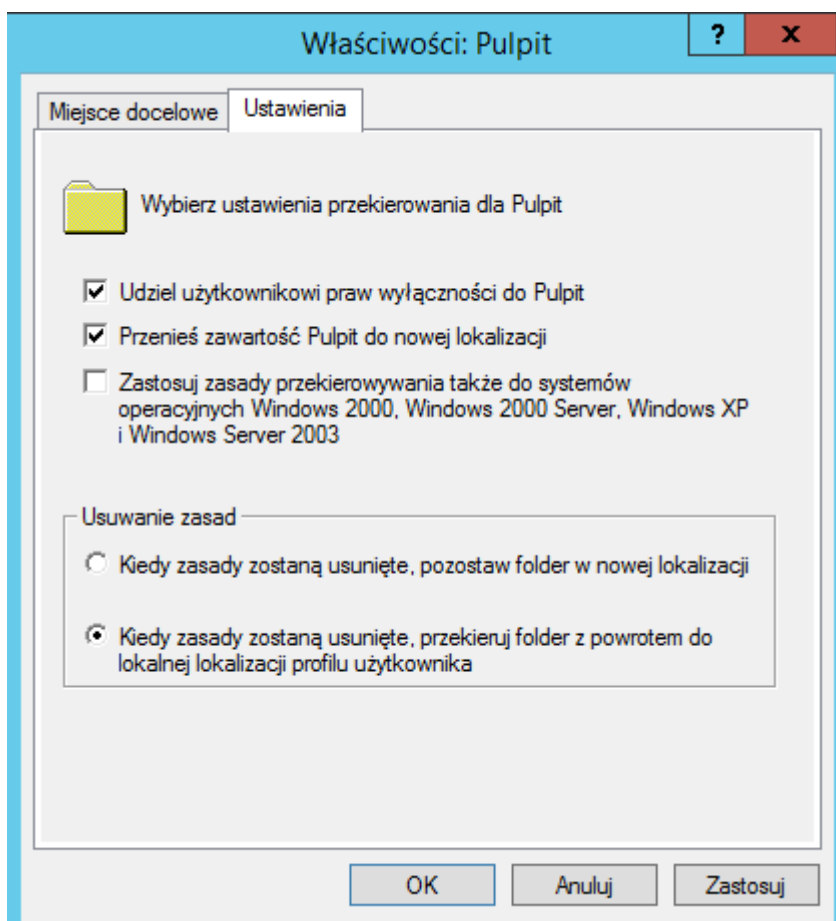 Właściwości: Pulpit
? x
Miejsce docelowe Ustawienia
Wybierz ustawienia przekierowania dla Pulpit
Udziel użytkownikowi praw wyłączności do Pulpit
Przenieś zawartość Pulpit do nowej lokalizacji
Zastosuj zasady przekierowywania także do systemów
operacyjnych Windows 2000, Windows 2000 Server, Windows XP
i Windows Server 2003
Usuwanie zasad
Kiedy zasady zostaną usunięte, pozostaw folder w nowej lokalizacji
Kiedy zasady zostaną usunięte, przekieruj folder z powrotem do
lokalnej lokalizacji profilu użytkownika
OK Anuluj Zastosuj